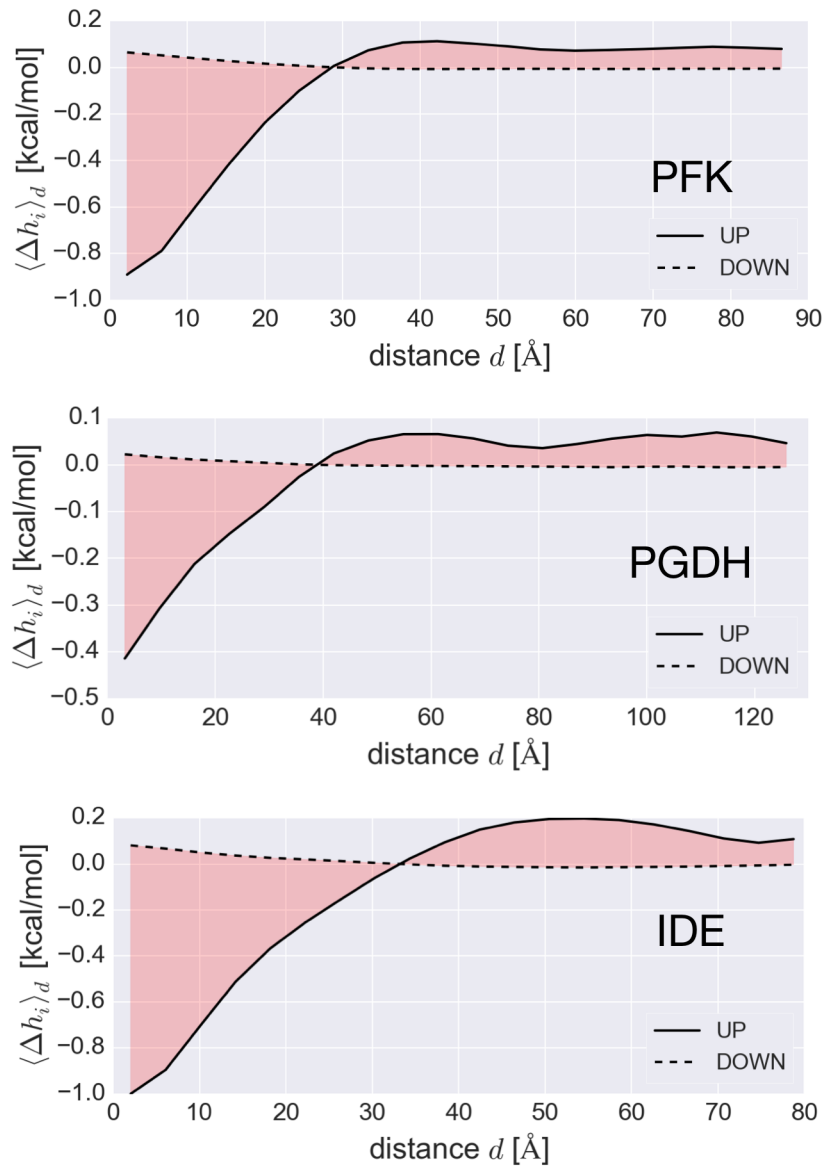 0.2
0.0
−0.2
−0.4
−0.6
−0.8
−1.0
⟨Δh_i⟩_d [kcal/mol]
PFK
UP
DOWN
0 10 20 30 40 50 60 70 80 90
distance d [Å]
0.1
0.0
−0.1
−0.2
−0.3
−0.4
−0.5
⟨Δh_i⟩_d [kcal/mol]
PGDH
UP
DOWN
0 20 40 60 80 100 120
distance d [Å]
0.2
0.0
−0.2
−0.4
−0.6
−0.8
−1.0
⟨Δh_i⟩_d [kcal/mol]
IDE
UP
DOWN
0 10 20 30 40 50 60 70 80
distance d [Å]